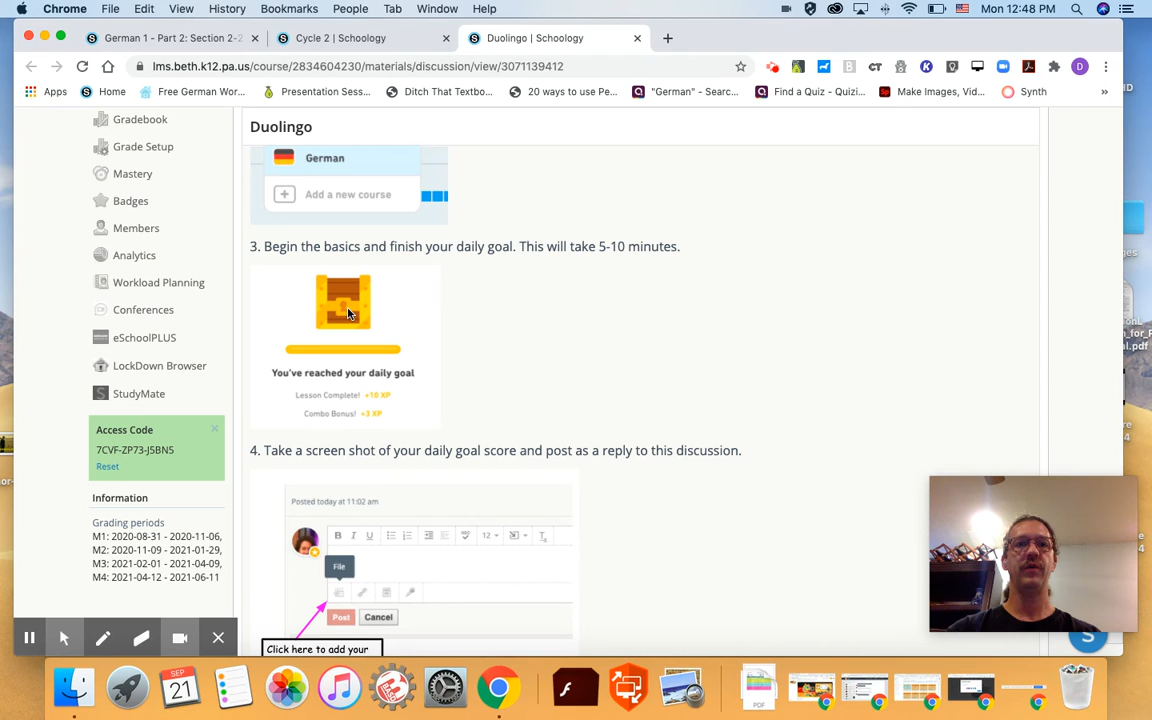 Chrome File Edit View History Bookmarks People Tab Window Help Mon 12:48 PM
German 1 - Part 2: Section 2-2
Cycle 2 | Schoology
Duolingo | Schoology
lms.beth.k12.pa.us/course/2834604230/materials/discussion/view/3071139412
Apps Home Free German Wor... Presentation Sess... Ditch That Textbo... 20 ways to use Pe... "German" - Searc... Find a Quiz - Quizi... Make Images, Vid... Synth
Gradebook
Grade Setup
Mastery
Badges
Members
Analytics
Workload Planning
Conferences
eSchoolPLUS
LockDown Browser
StudyMate
Access Code
7CVF-ZP73-J5BN5
Reset
Information
Grading periods
M1: 2020-08-31 - 2020-11-06,
M2: 2020-11-09 - 2021-01-29,
M3: 2021-02-01 - 2021-04-09,
M4: 2021-04-12 - 2021-06-11
Duolingo
German
Add a new course
3. Begin the basics and finish your daily goal. This will take 5-10 minutes.
You've reached your daily goal
Lesson Complete! +10 XP
Combo Bonus! +3 XP
4. Take a screen shot of your daily goal score and post as a reply to this discussion.
Posted today at 11:02 am
B I U 12
File
Post Cancel
Click here to add your
SEP
21
PDF